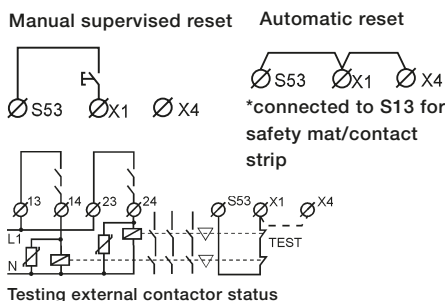 Manual supervised reset
Automatic reset
S53 X1 X4
S53 X1 X4
*connected to S13 for
safety mat/contact
strip
13 14 23 24 S53 X1 X4
L1
TEST
N
Testing external contactor status